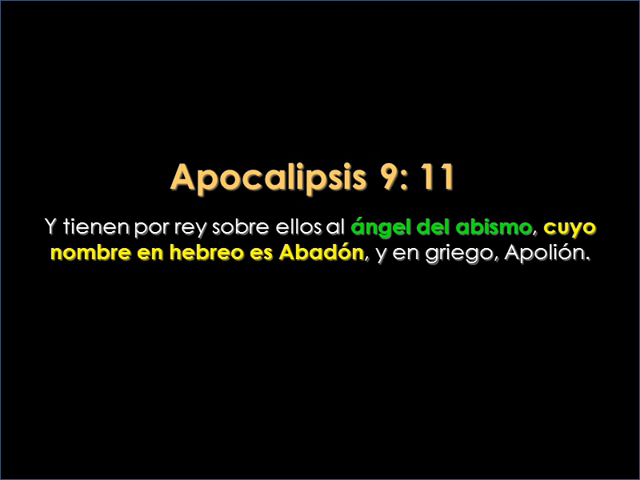 Apocalipsis 9: 11
Y tienen por rey sobre ellos al ángel del abismo, cuyo
nombre en hebreo es Abadón, y en griego, Apolión.